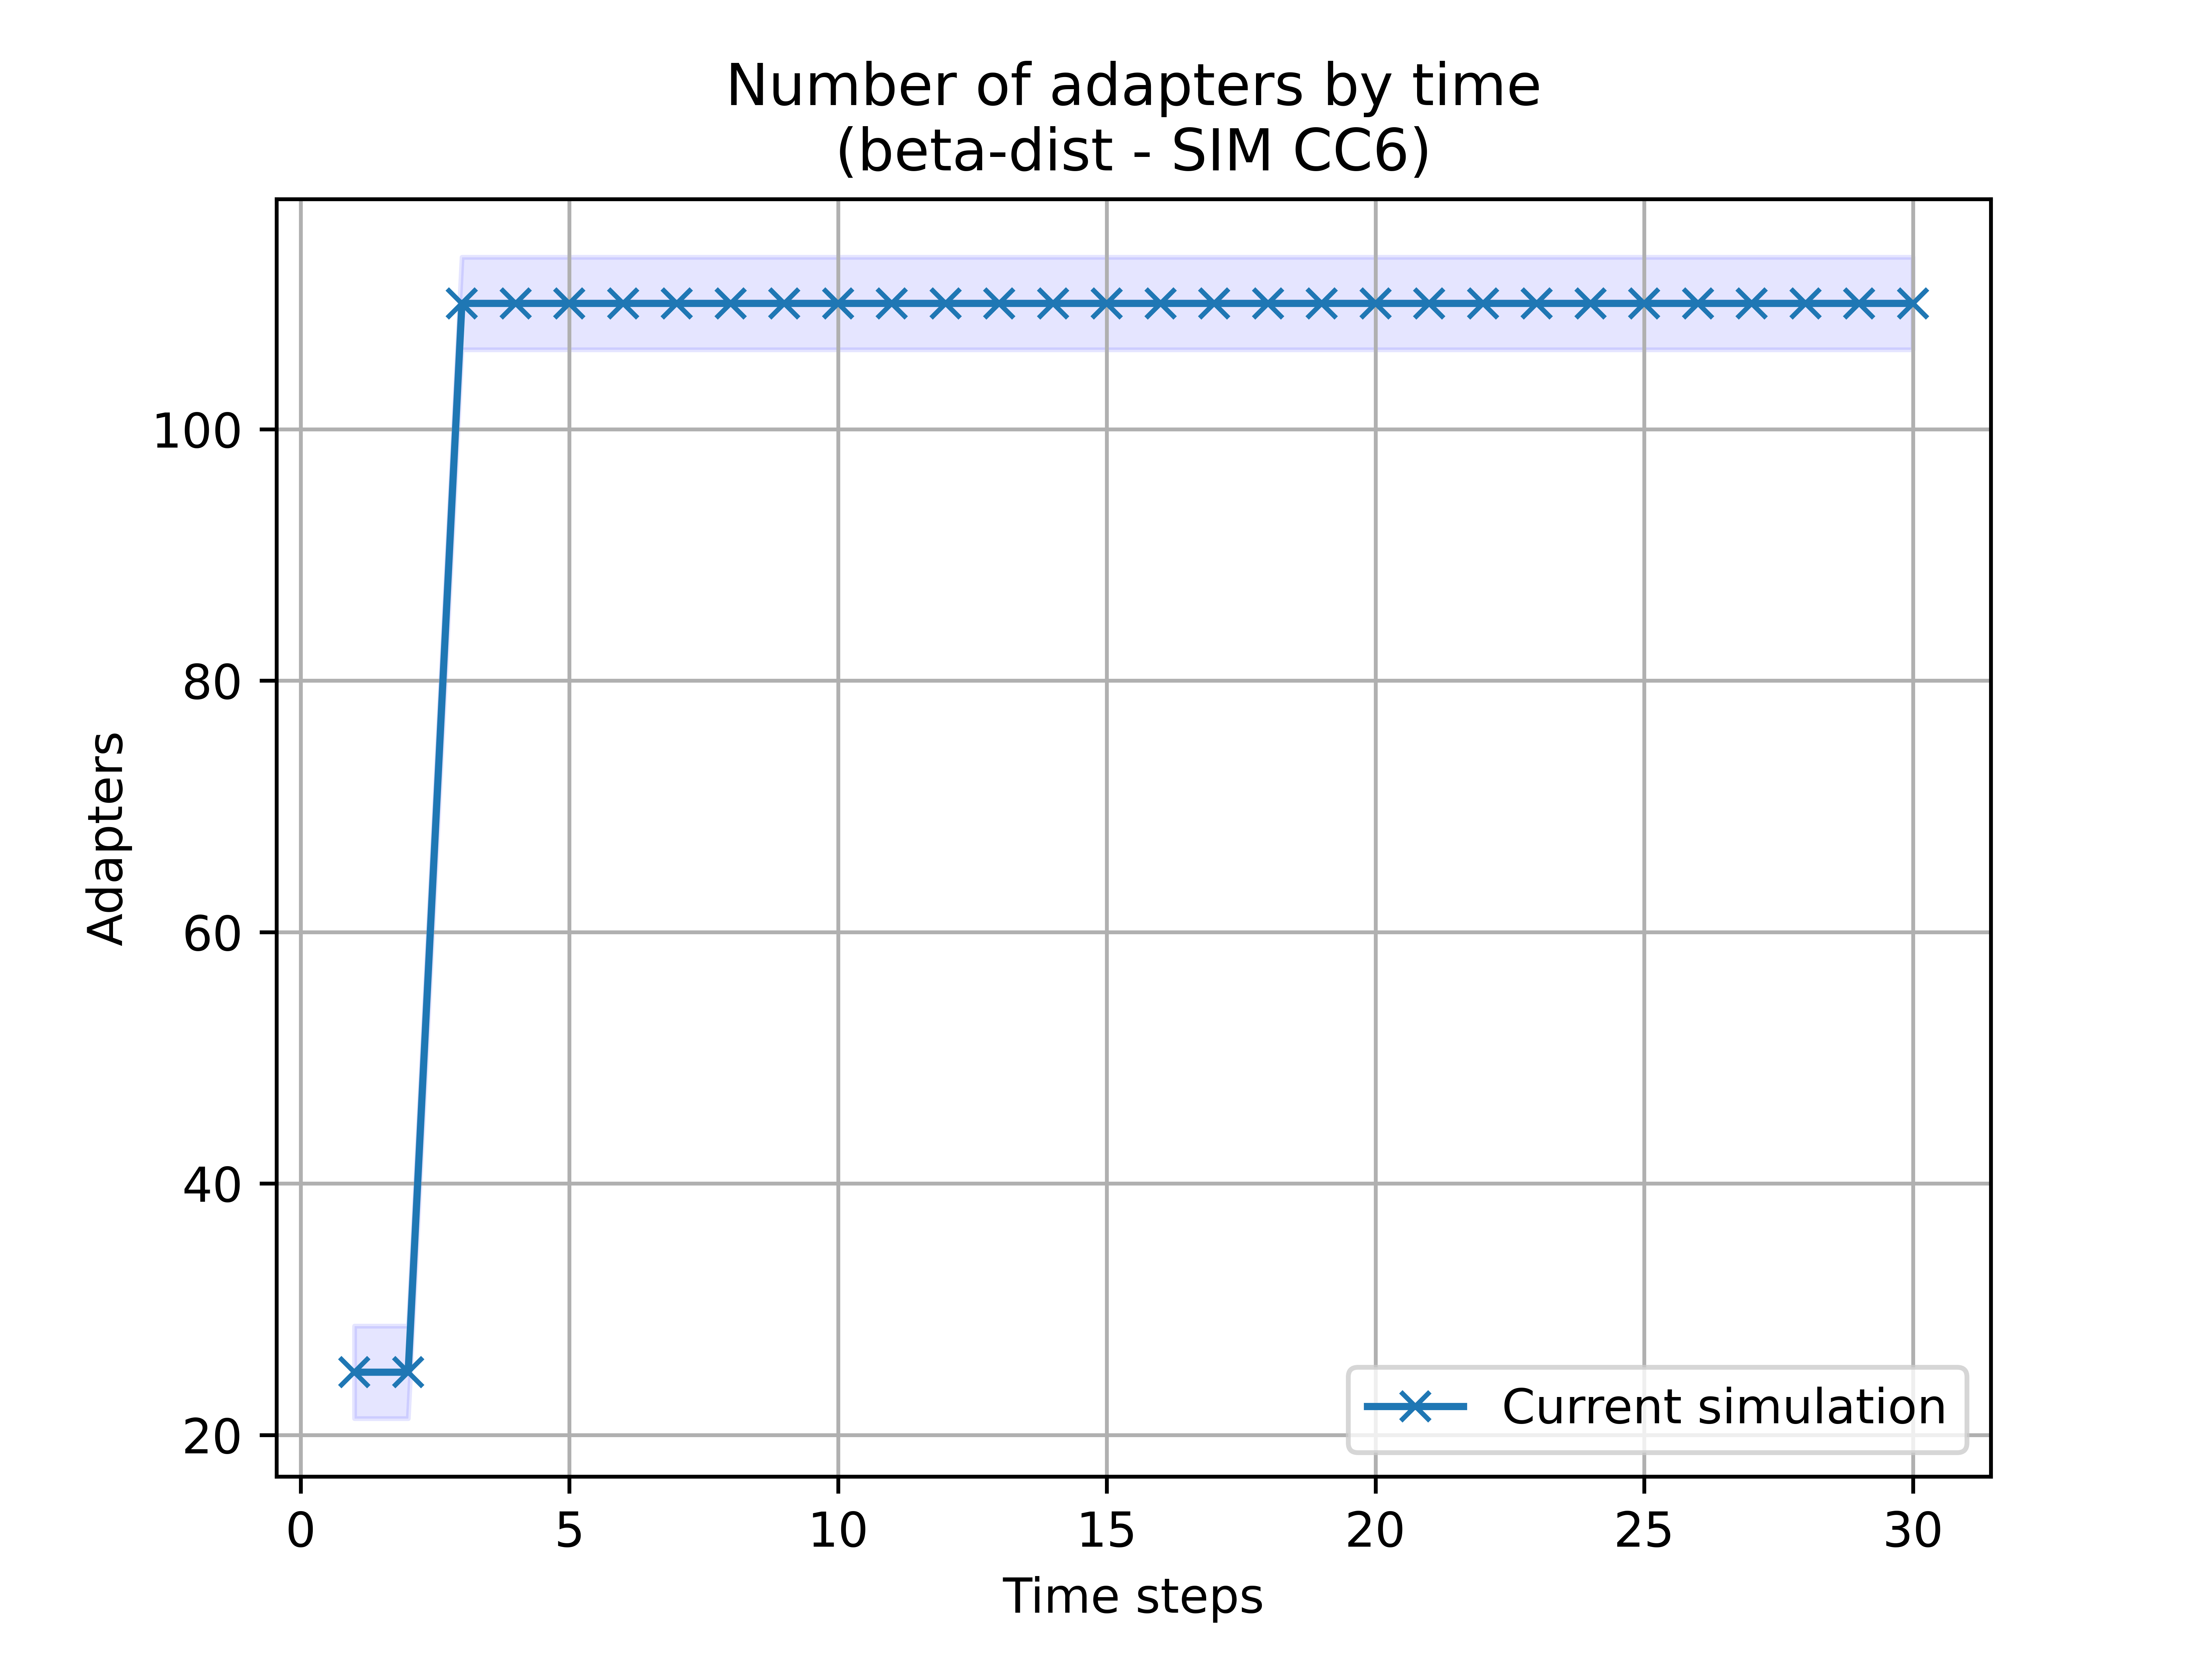 Number of adapters by time
(beta-dist - SIM CC6)
Adapters
100
80
60
40
20
Current simulation
0 5 10 15 20 25 30
Time steps